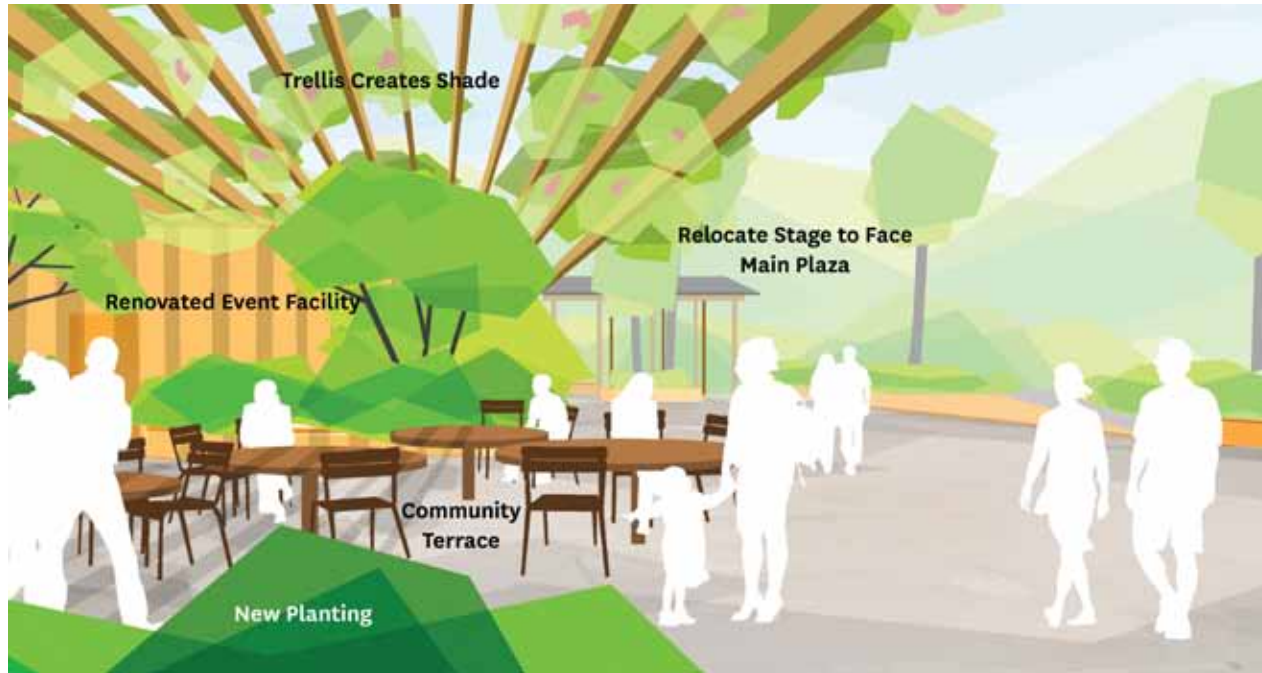 Trellis Creates Shade
Relocate Stage to Face
Main Plaza
Renovated Event Facility
Community
Terrace
New Planting